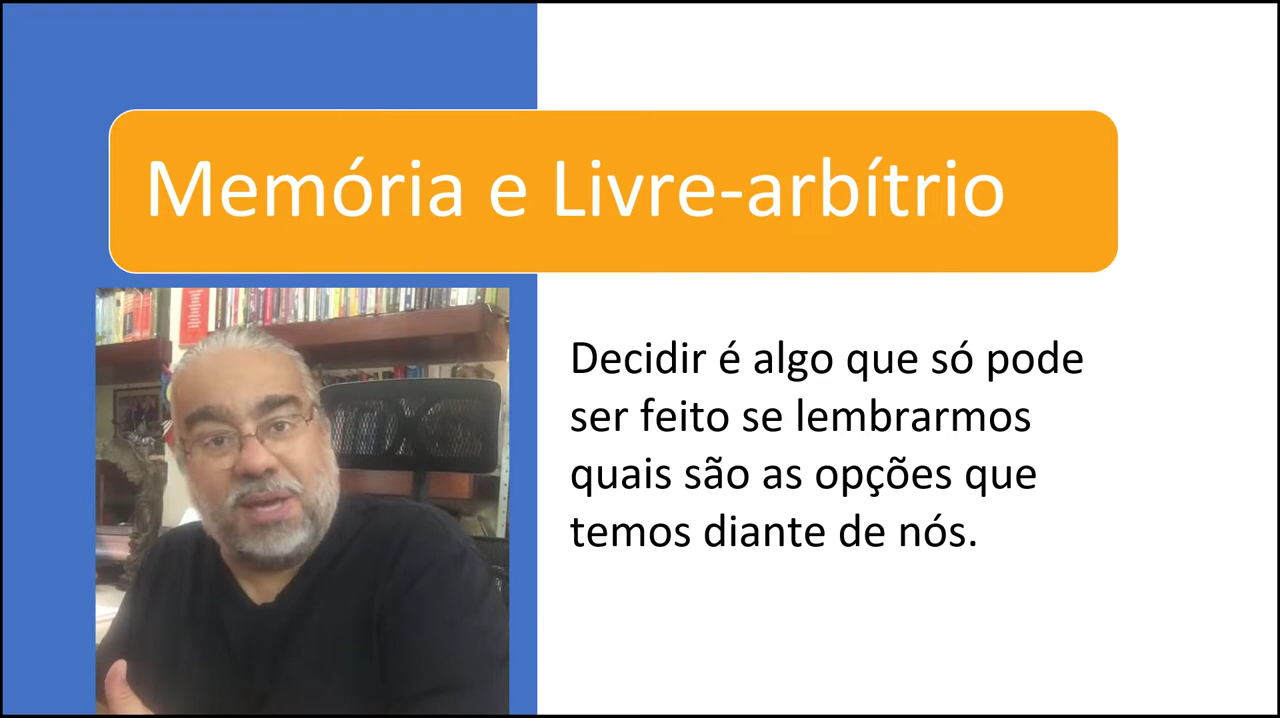 Memória e Livre-arbítrio
Decidir é algo que só pode
ser feito se lembrarmos
quais são as opções que
temos diante de nós.